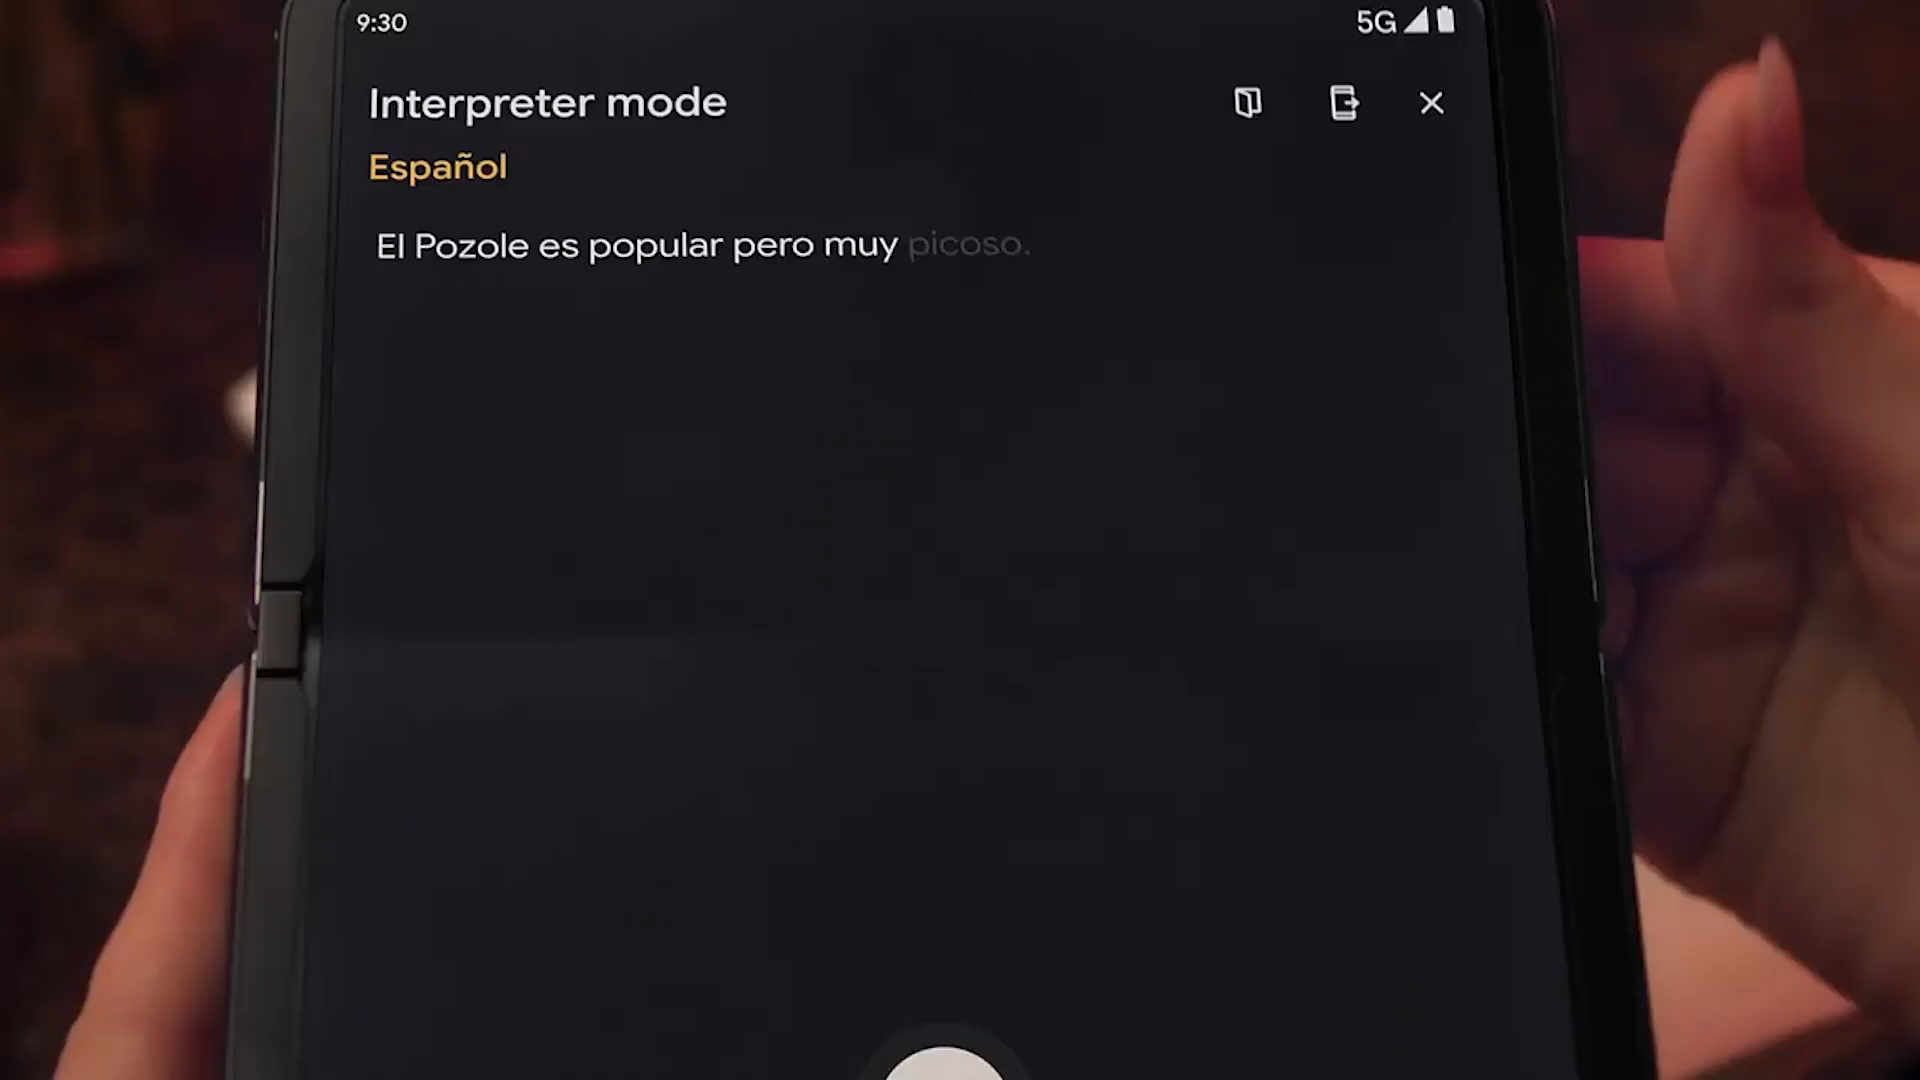 9:30
5G
Interpreter mode
Español
El Pozole es popular pero muy picoso.